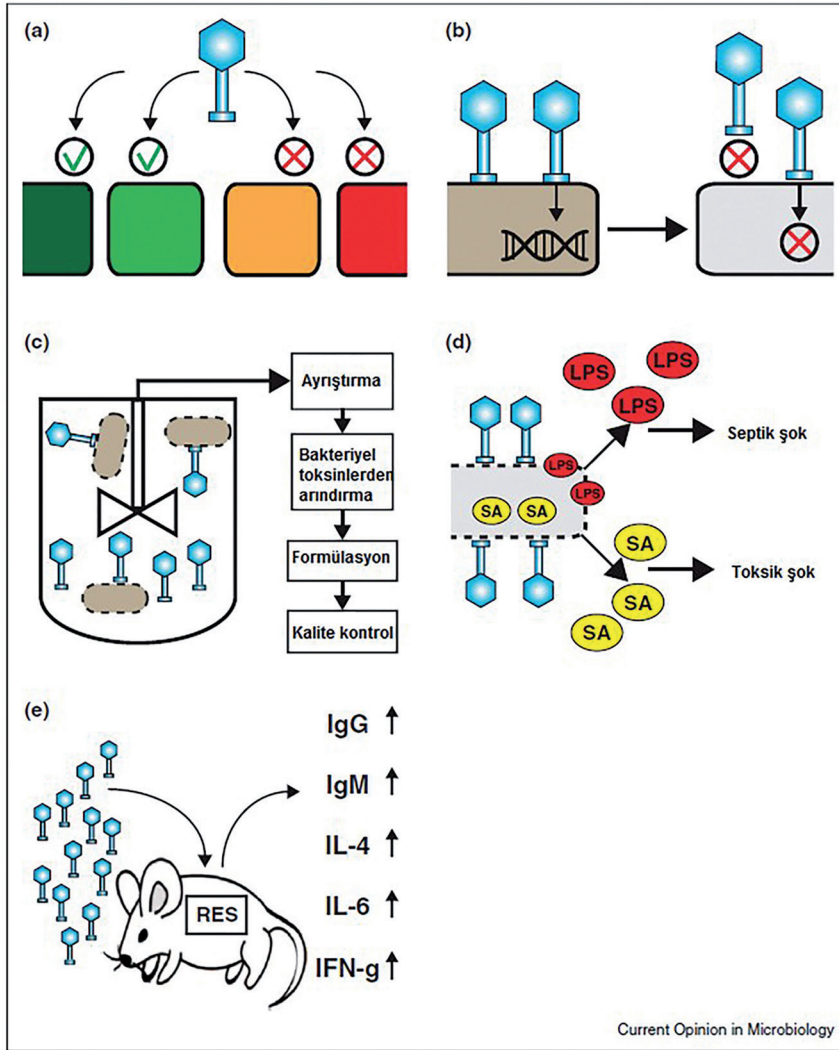 (a)
(b)
(c)
Ayrıştırma
Bakteriyel
toksinlerden
arındırma
Formülasyon
Kalite kontrol
(d)
LPS
LPS
LPS
LPS
LPS
SA
SA
SA
SA
SA
Septik şok
Toksik şok
(e)
RES
IgG
IgM
IL-4
IL-6
IFN-g
Current Opinion in Microbiology